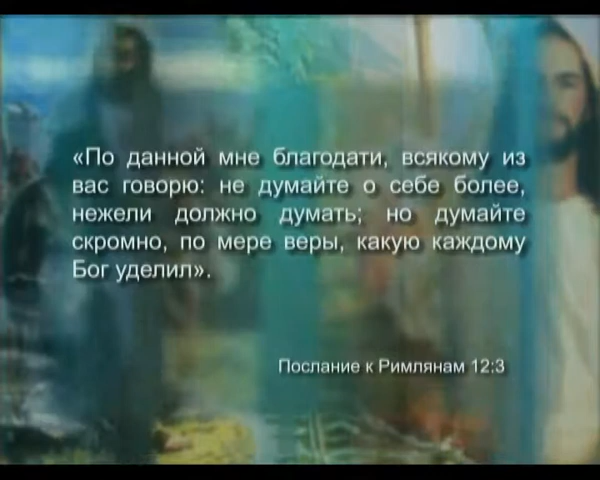 «По данной мне благодати, всякому из
вас говорю: не думайте о себе более,
нежели должно думать; но думайте
скромно, по мере веры, какую каждому
Бог уделил».
Послание к Римлянам 12:3